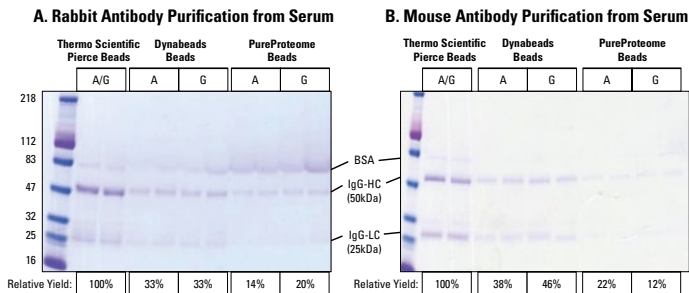 A. Rabbit Antibody Purification from Serum
Thermo Scientific Pierce Beads
Dynabeads Beads
PureProteome Beads
A/G A G A G
218
112
83
47
32
25
16
Relative Yield: 100% 33% 33% 14% 20%
BSA
IgG-HC
(50kDa)
IgG-LC
(25kDa)
B. Mouse Antibody Purification from Serum
Thermo Scientific Pierce Beads
Dynabeads Beads
PureProteome Beads
A/G A G A G
Relative Yield: 100% 38% 46% 22% 12%